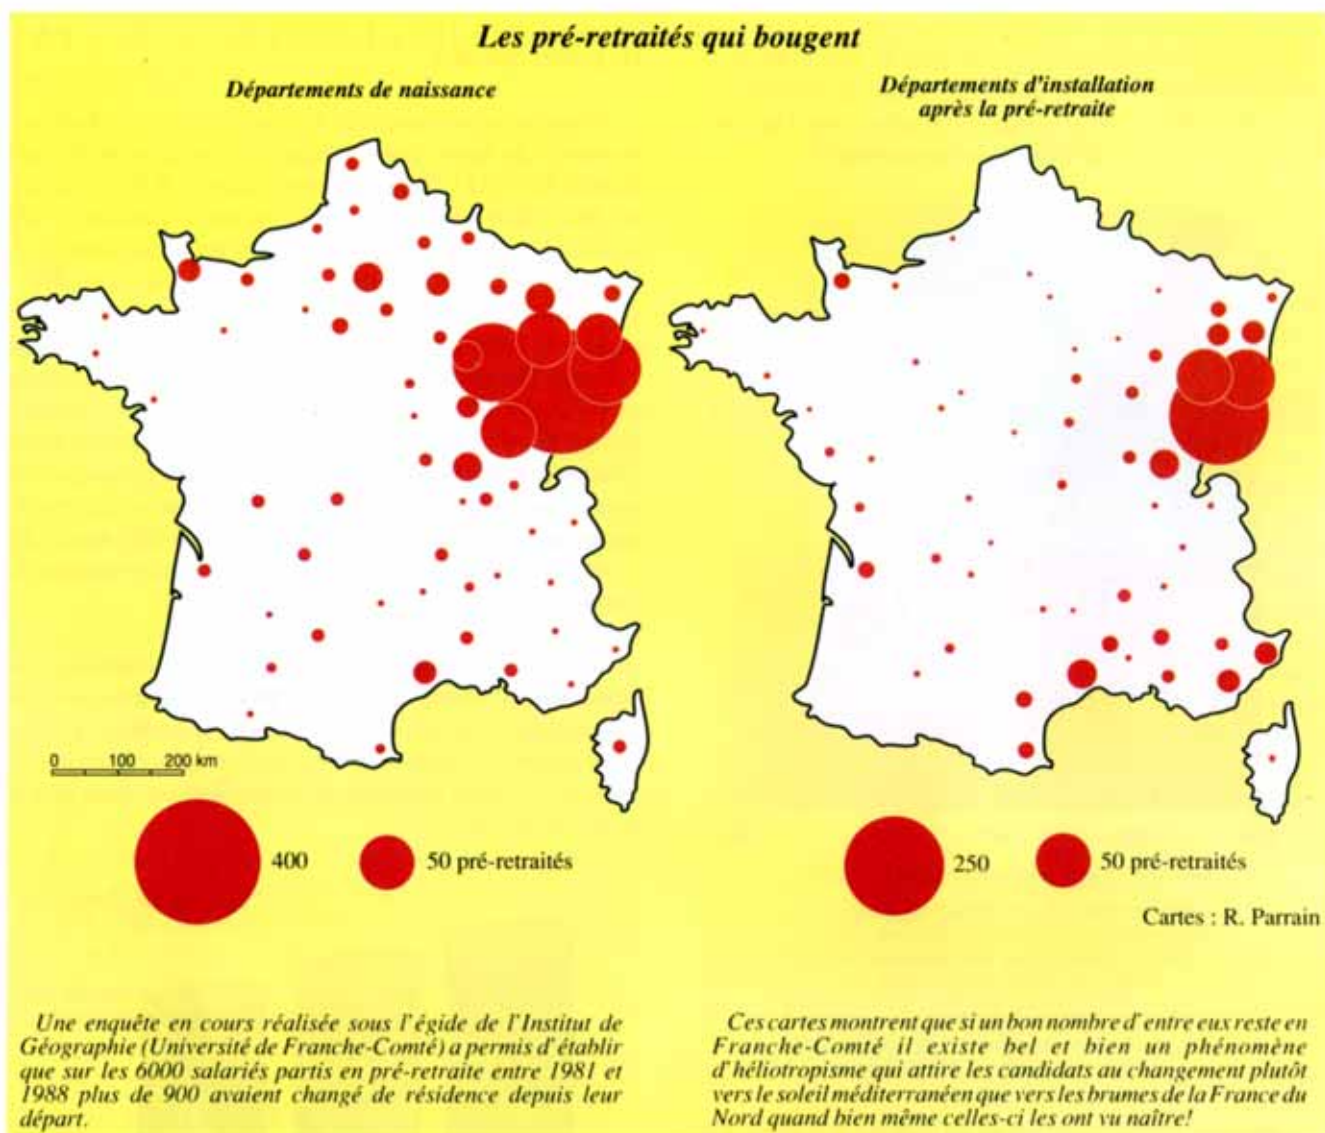 Les pré-retraités qui bougent
Départements de naissance
Départements d'installation
après la pré-retraite
0 100 200 km
400
50 pré-retraités
250
50 pré-retraités
Cartes : R. Parrain
Une enquête en cours réalisée sous l'égide de l'Institut de
Géographie (Université de Franche-Comté) a permis d'établir
que sur les 6000 salariés partis en pré-retraite entre 1981 et
1988 plus de 900 avaient changé de résidence depuis leur
départ.
Ces cartes montrent que si un bon nombre d'entre eux reste en
Franche-Comté il existe bel et bien un phénomène
d'héliotropisme qui attire les candidats au changement plutôt
vers le soleil méditerranéen que vers les brumes de la France du
Nord quand bien même celles-ci les ont vu naître!